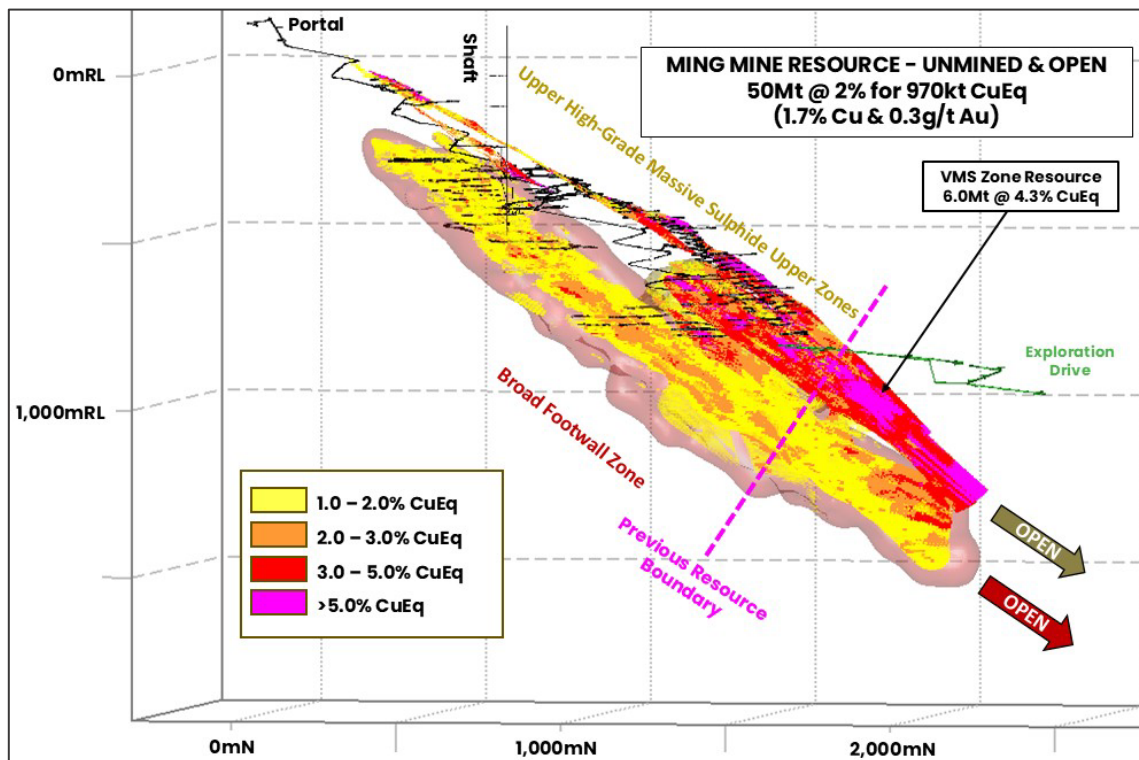 Portal
Shaft
0mRL
MING MINE RESOURCE - UNMINED & OPEN
50Mt @ 2% for 970kt CuEq
(1.7% Cu & 0.3g/t Au)
Upper High-Grade Massive Sulphide Upper Zones
VMS Zone Resource
6.0Mt @ 4.3% CuEq
Exploration
Drive
Broad Footwall Zone
1,000mRL
1.0 – 2.0% CuEq
2.0 – 3.0% CuEq
3.0 – 5.0% CuEq
>5.0% CuEq
Previous Resource
Boundary
OPEN
OPEN
0mN
1,000mN
2,000mN